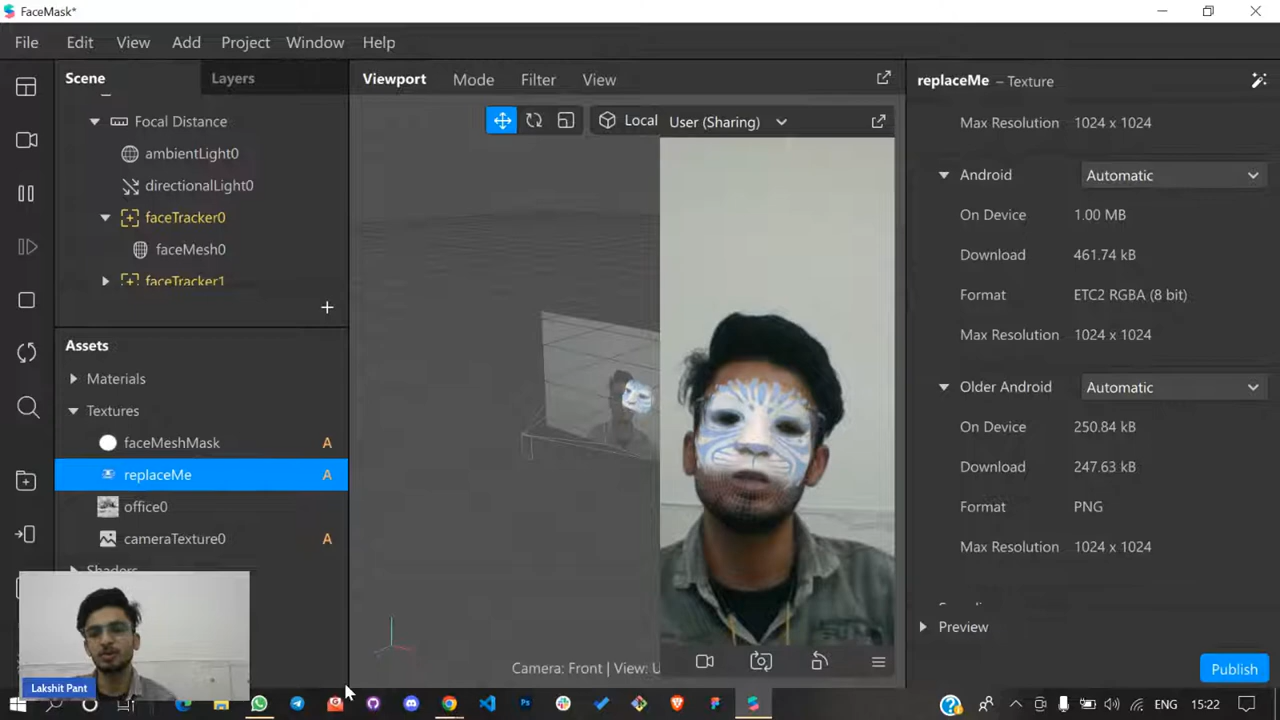 FaceMask*
File Edit View Add Project Window Help
Scene Layers
Focal Distance
ambientLight0
directionalLight0
faceTracker0
faceMesh0
faceTracker1
+
Assets
Materials
Textures
faceMeshMask A
replaceMe A
office0
cameraTexture0 A
Shaders
Lakshit Pant
Viewport Mode Filter View
Local User (Sharing)
Camera: Front | View: U
replaceMe – Texture
Max Resolution 1024 x 1024
Android Automatic
On Device 1.00 MB
Download 461.74 kB
Format ETC2 RGBA (8 bit)
Max Resolution 1024 x 1024
Older Android Automatic
On Device 250.84 kB
Download 247.63 kB
Format PNG
Max Resolution 1024 x 1024
Preview
Publish
ENG 15:22